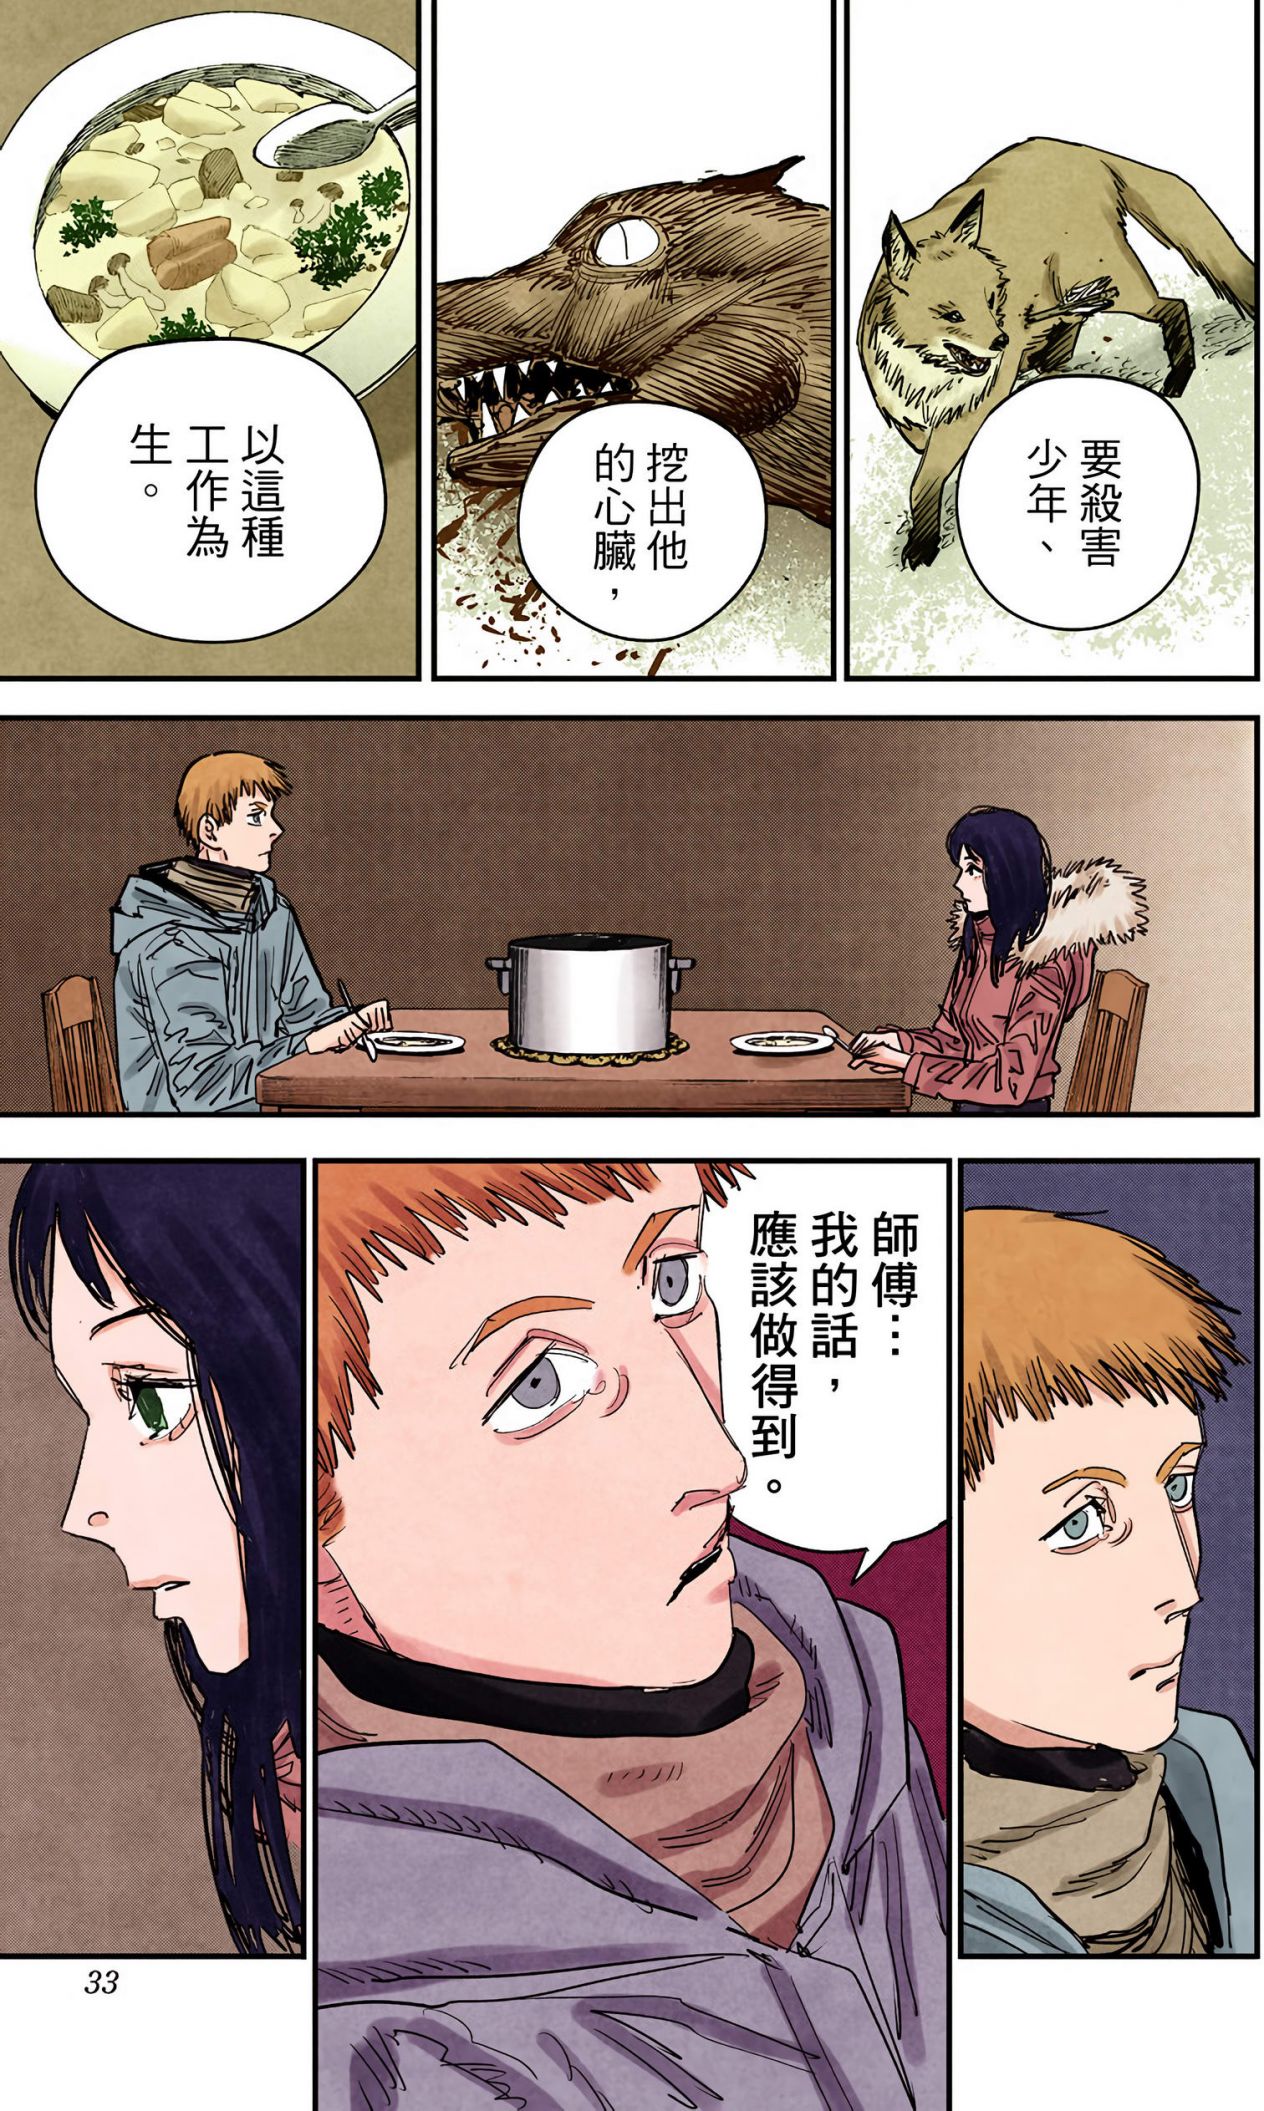 要殺害
少年、
挖出他
的心臟，
以這種
工作為
生。
師傅…
我的話，
應該做得到。
33